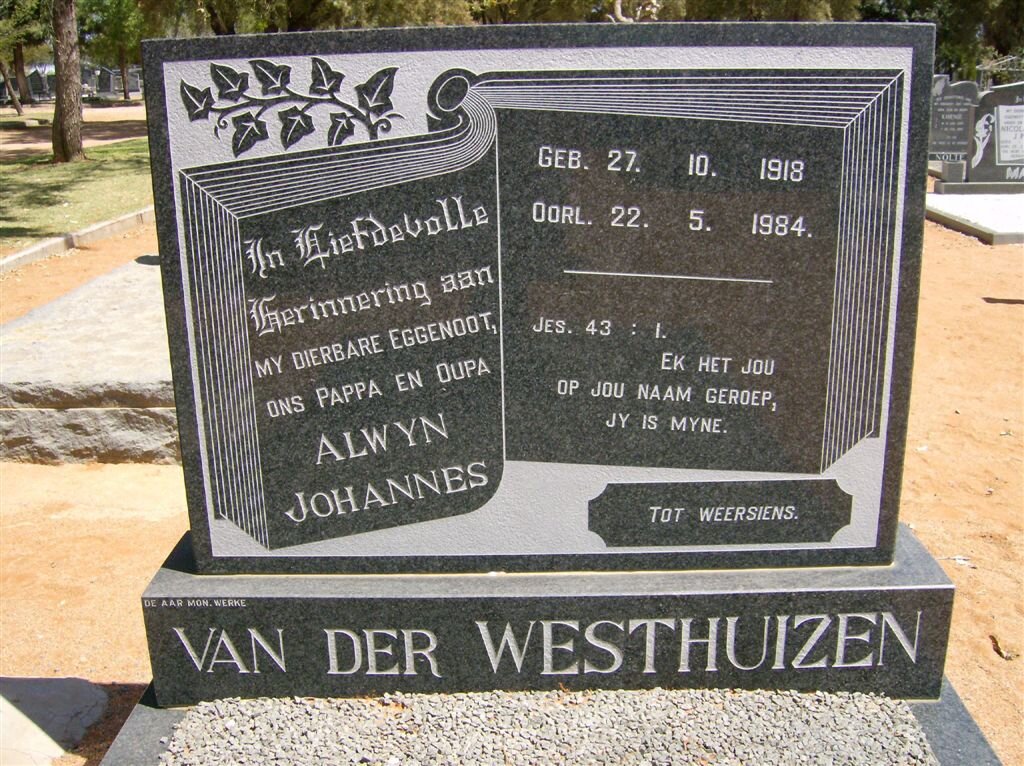 In Liefdevolle
Herinnering aan
MY DIERBARE EGGENOOT,
ONS PAPPA EN OUPA
ALWYN
JOHANNES
GEB. 27. 10. 1918
OORL. 22. 5. 1984.
JES. 43 : 1.
EK HET JOU
OP JOU NAAM GEROEP,
JY IS MYNE.
TOT WEERSIENS.
DE AAR MON. WERKE
VAN DER WESTHUIZEN
NOLTE